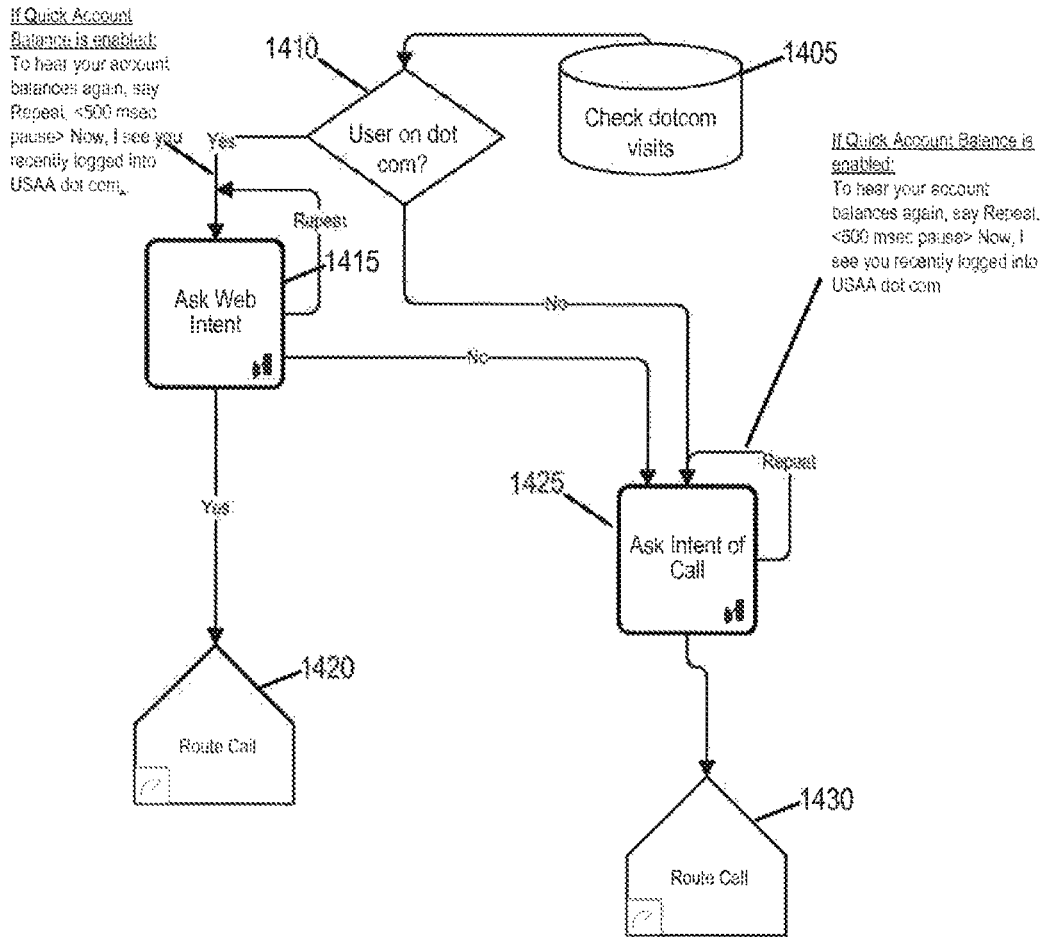 If Quick Account
Balance is enabled:
To hear your account
balances again, say
Repeat, <500 msec
pause> Now, I see you
recently logged into
USAA dot com,
1410
1405
Check dotcom
visits
User on dot
com?
Yes
If Quick Account Balance is
enabled:
To hear your account
balances again, say Repeat,
<500 msec pause> Now, I
see you recently logged into
USAA dot com
Repeat
1415
Ask Web
Intent
No
No
Repeat
1425
Ask Intent of
Call
Yes
1420
Route Call
1430
Route Call